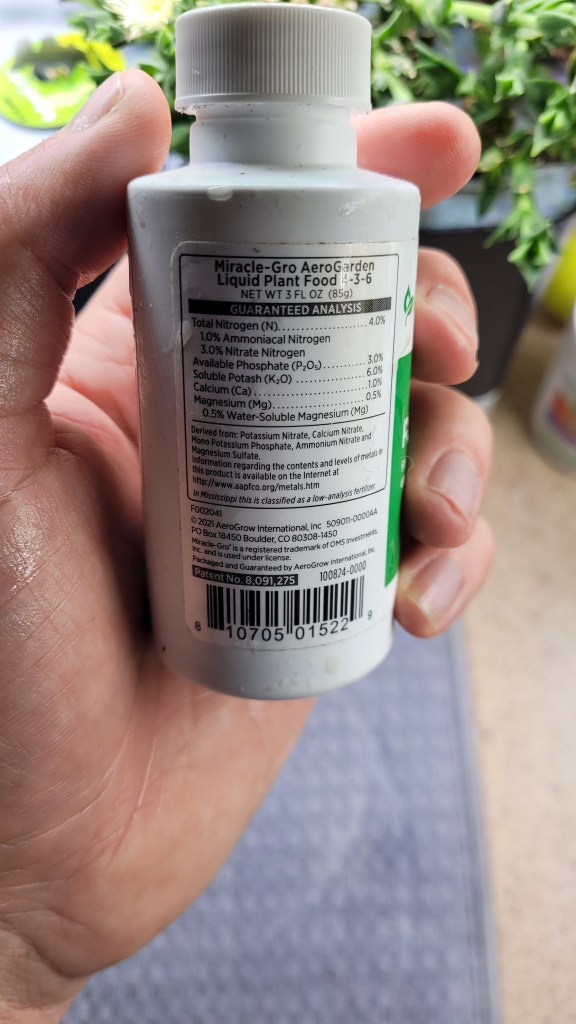 Miracle-Gro AeroGarden
Liquid Plant Food 4-3-6
NET WT 3 FL OZ (85g)
GUARANTEED ANALYSIS
Total Nitrogen (N)................ 4.0%
1.0% Ammoniacal Nitrogen
3.0% Nitrate Nitrogen
Available Phosphate (P₂O₅)........... 3.0%
Soluble Potash (K₂O) ................ 6.0%
Calcium (Ca) ...................... 1.0%
Magnesium (Mg)................... 0.5%
0.5% Water-Soluble Magnesium (Mg)
Derived from: Potassium Nitrate, Calcium Nitrate,
Mono Potassium Phosphate, Ammonium Nitrate and
Magnesium Sulfate.
Information regarding the contents and levels of metals in
this product is available on the Internet at
http://www.aapfco.org/metals.htm
In Mississippi this is classified as a low-analysis fertilizer.
F002041
© 2021 AeroGrow International, inc 509011-0000AA
PO Box 18450 Boulder, CO 80308-1450
Miracle-Gro® is a registered trademark of OMS Investments,
Inc. and is used under license.
Packaged and Guaranteed by AeroGrow International, Inc.
Patent No. 8,091,275 100824-0000
8 10705 01522 9